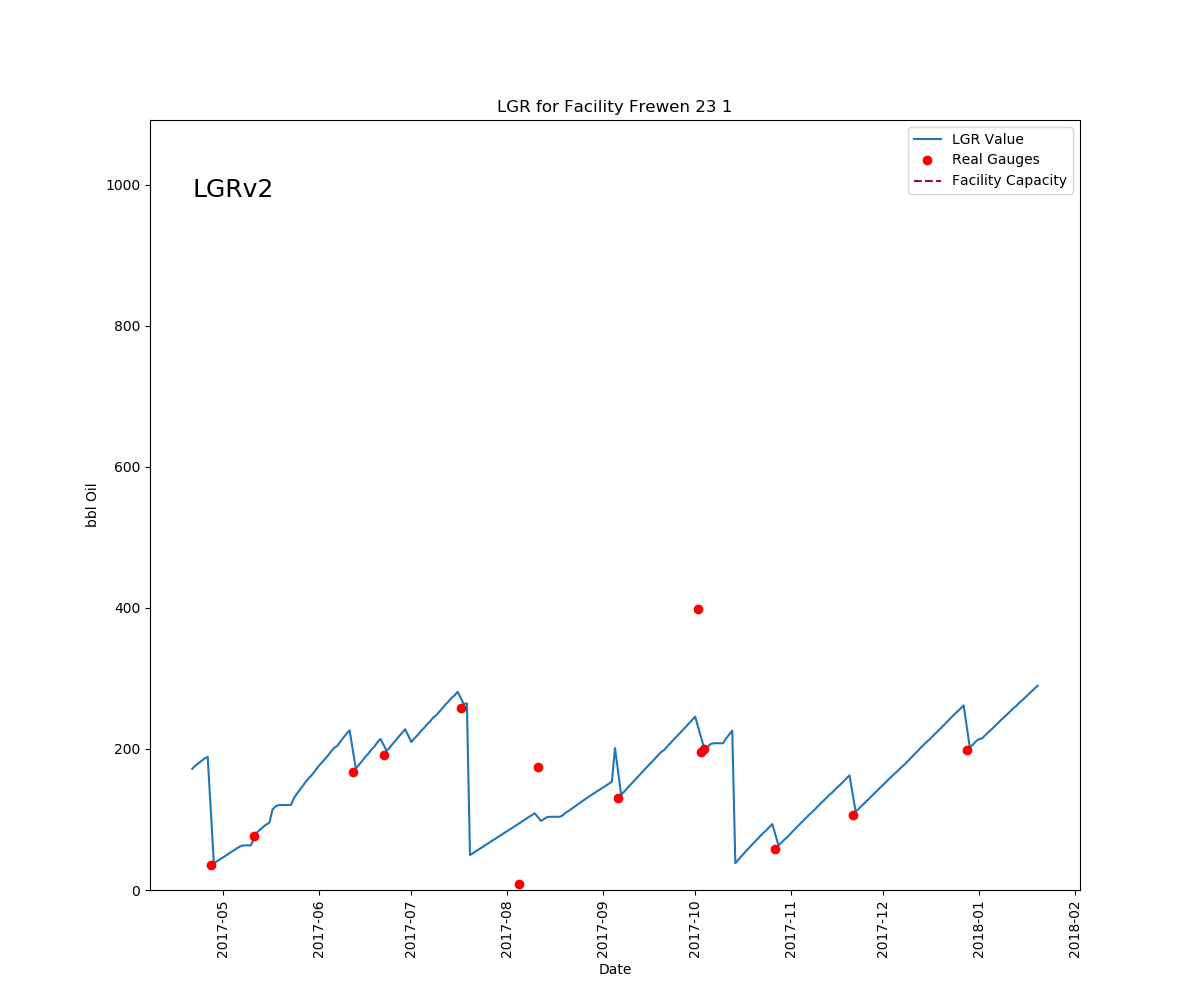 LGR for Facility Frewen 23 1
LGR Value
Real Gauges
Facility Capacity
LGRv2
1000
800
600
400
200
0
bbl Oil
2017-05
2017-06
2017-07
2017-08
2017-09
2017-10
2017-11
2017-12
2018-01
2018-02
Date